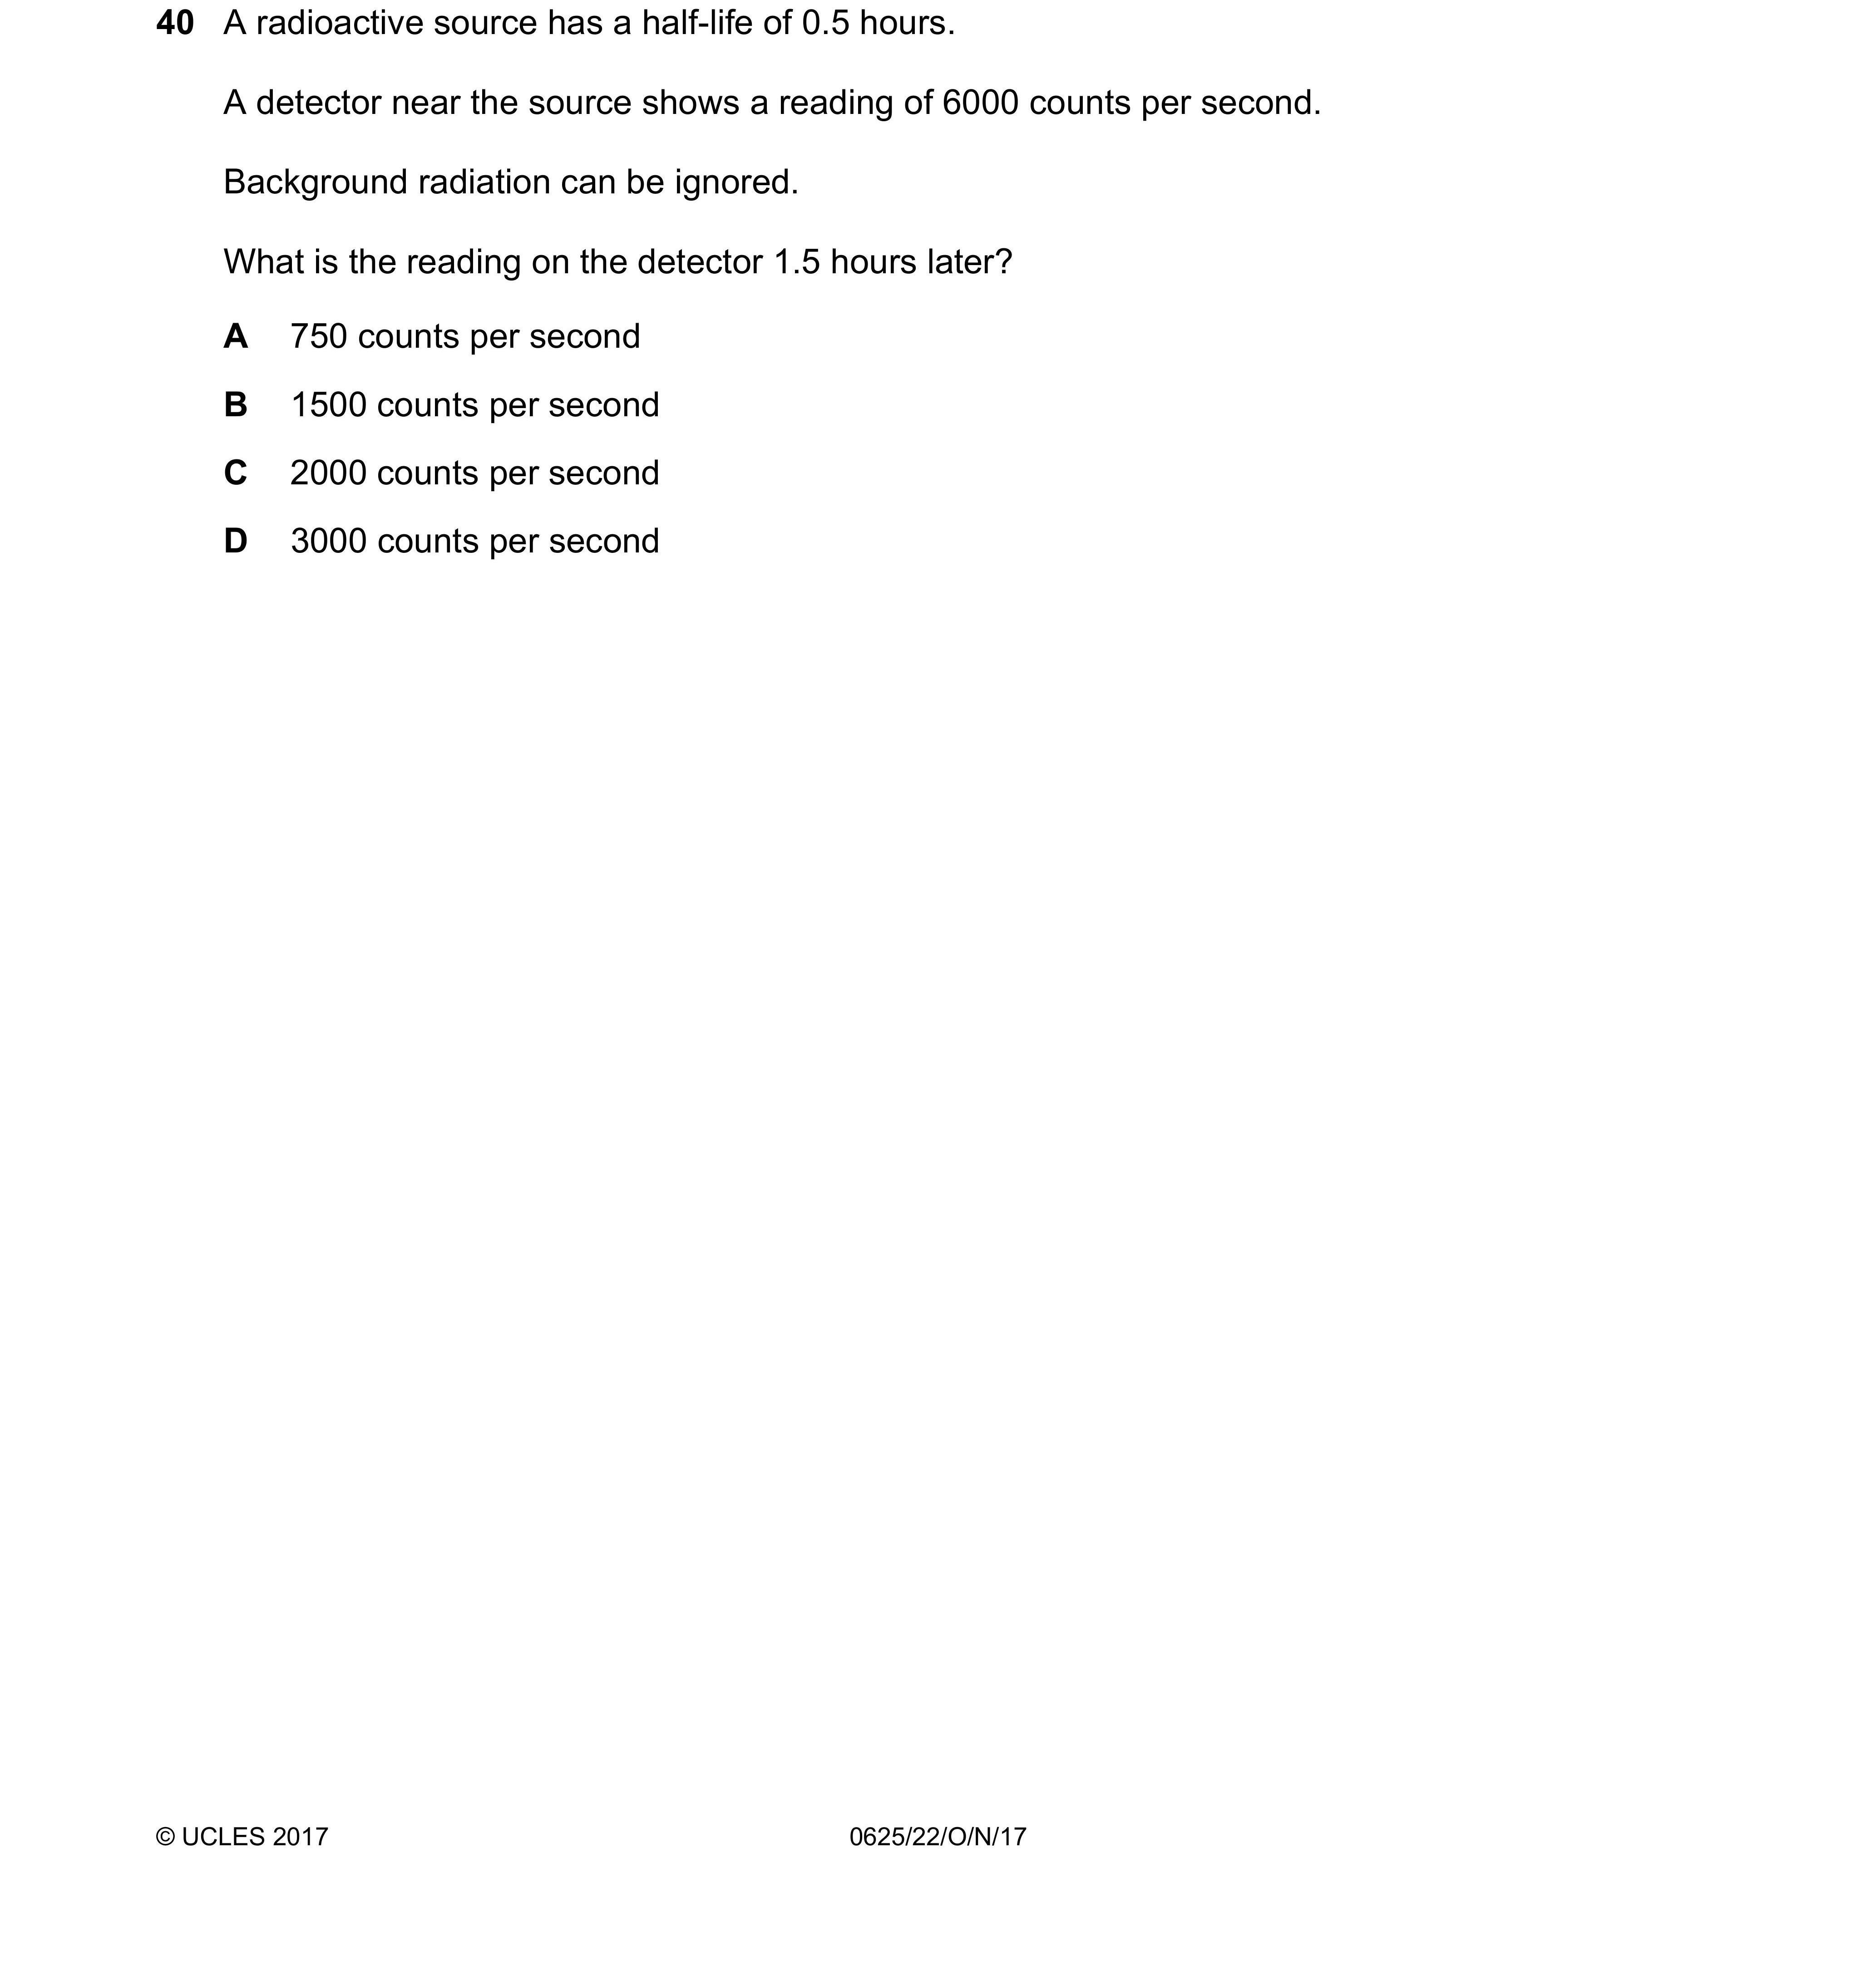 40 A radioactive source has a half-life of 0.5 hours.
A detector near the source shows a reading of 6000 counts per second.
Background radiation can be ignored.
What is the reading on the detector 1.5 hours later?
A 750 counts per second
B 1500 counts per second
C 2000 counts per second
D 3000 counts per second
© UCLES 2017 0625/22/O/N/17